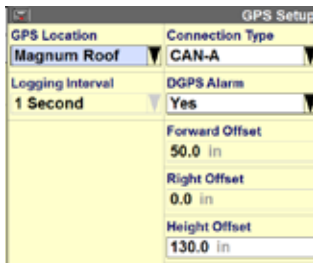 GPS Setup
GPS Location
Connection Type
Magnum Roof
CAN-A
Logging Interval
DGPS Alarm
1 Second
Yes
Forward Offset
50.0 in
Right Offset
0.0 in
Height Offset
130.0 in